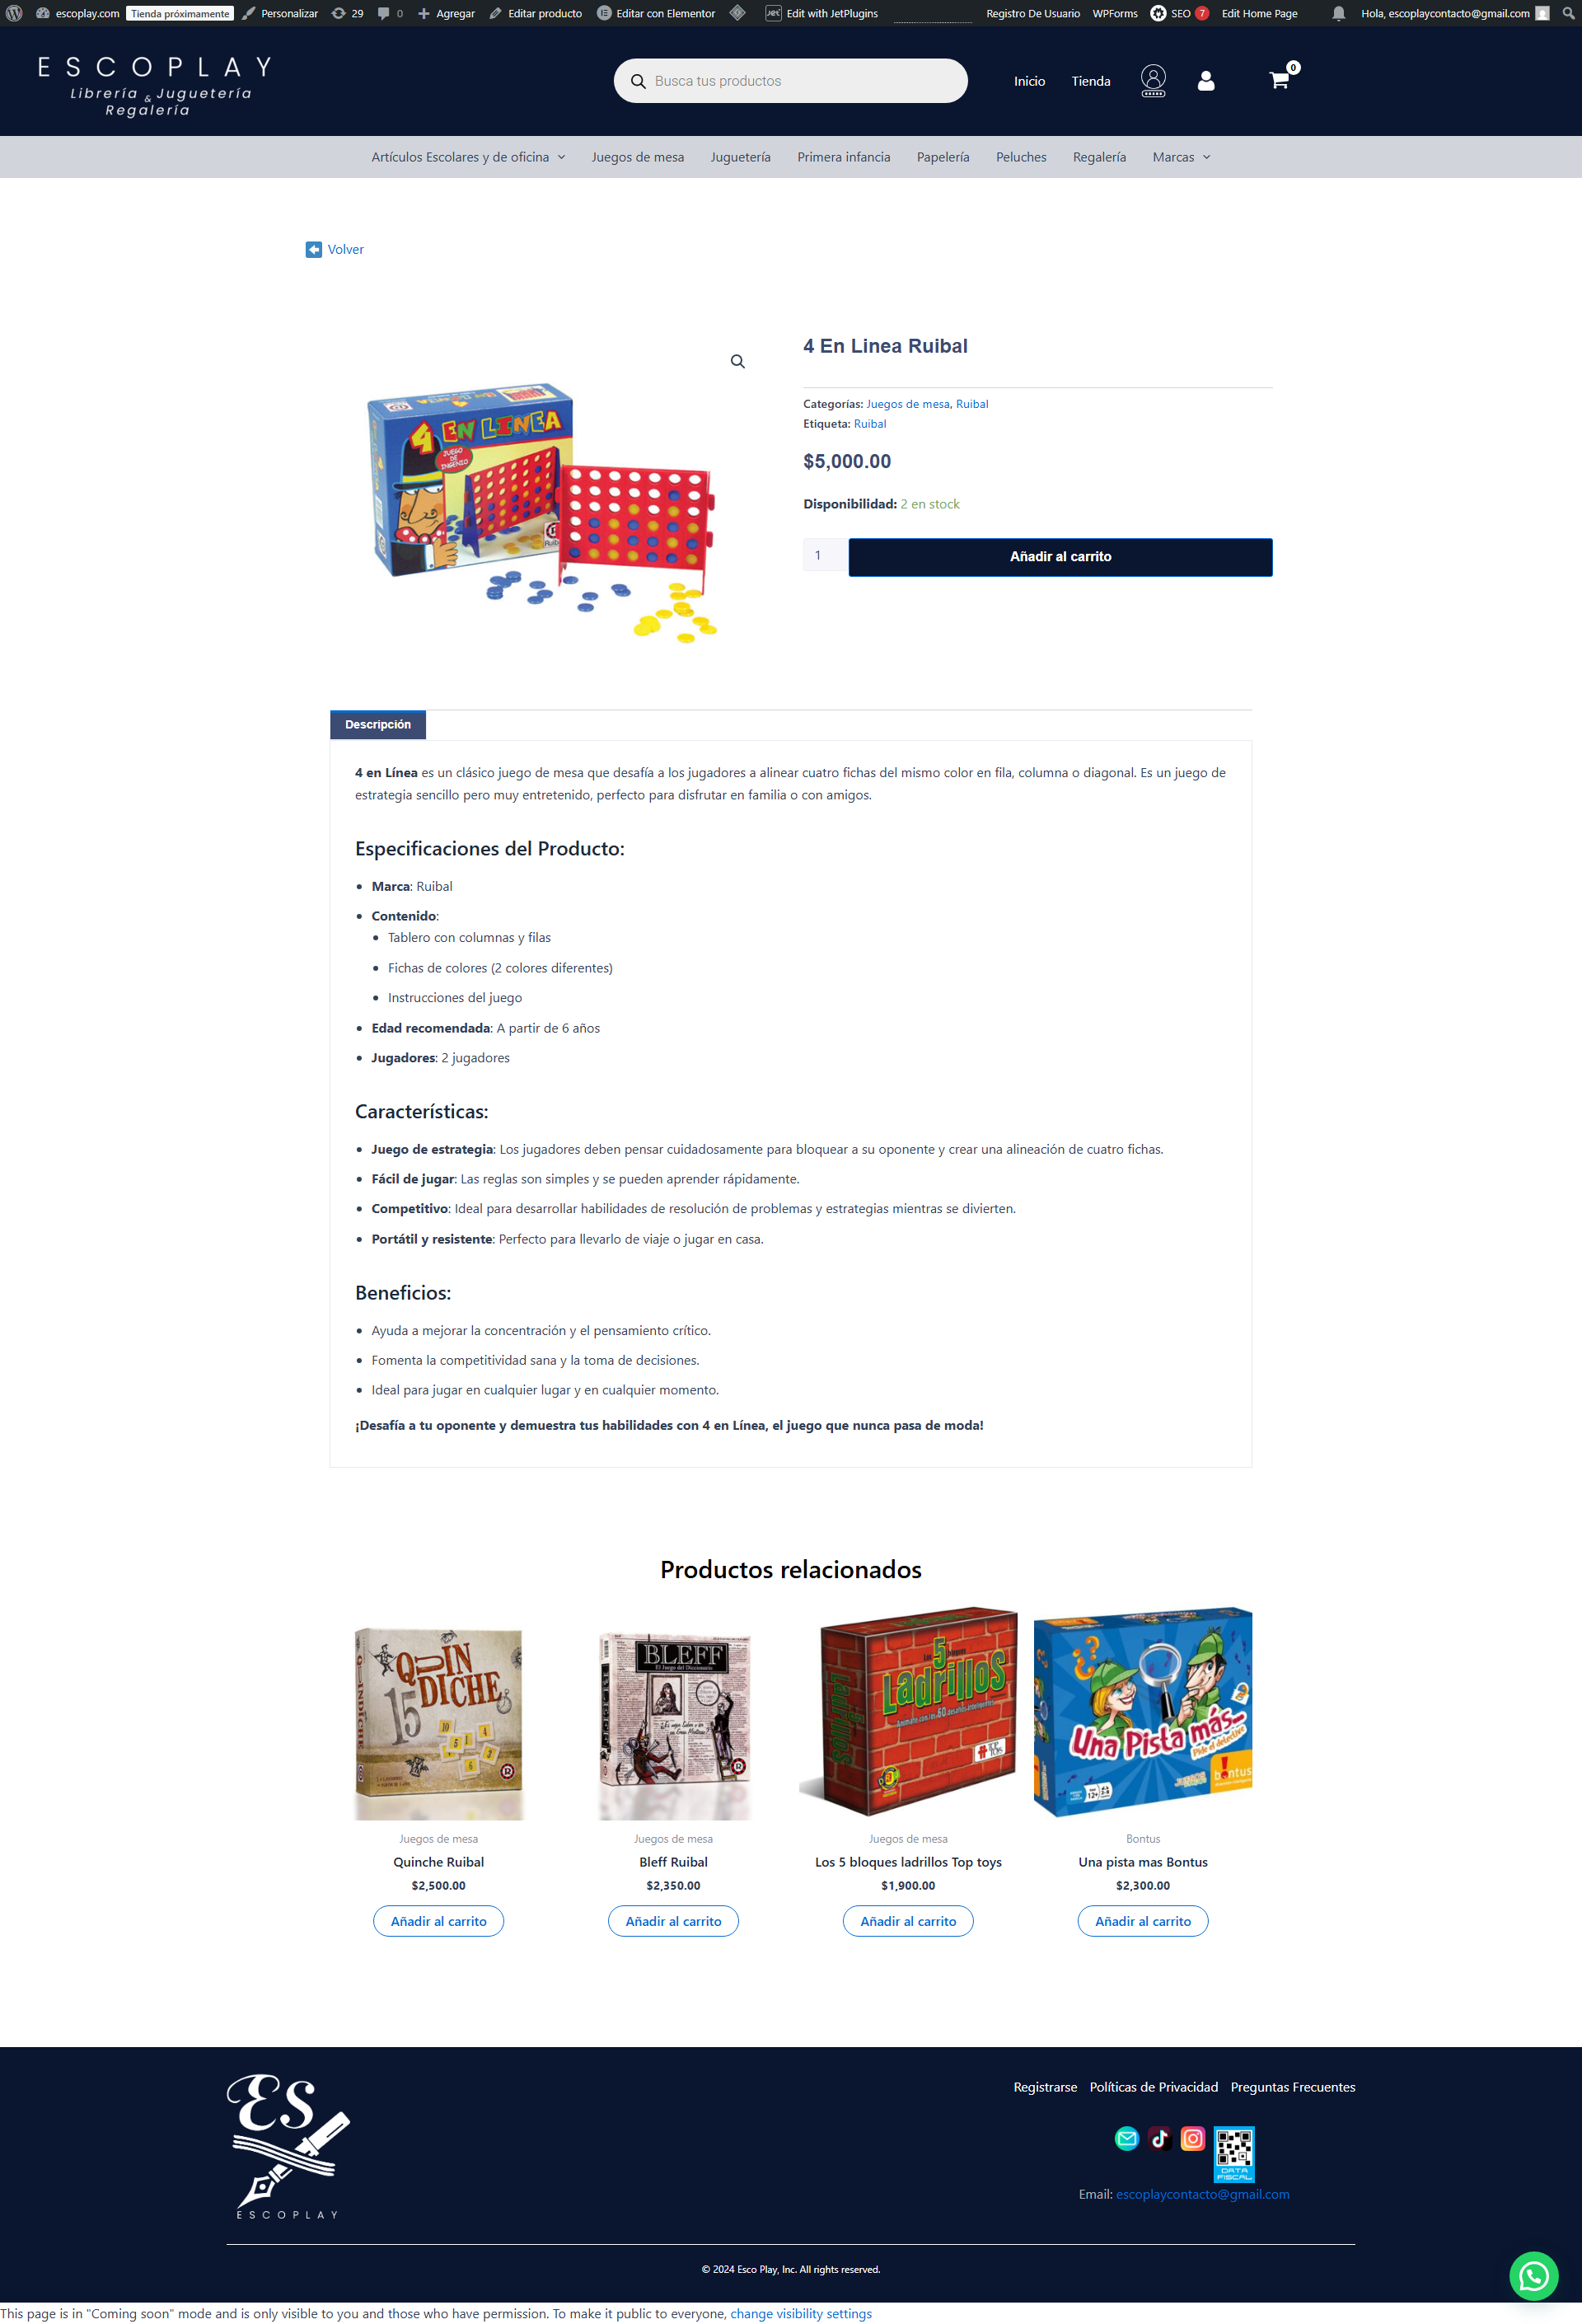 escoplay.com Tienda próximamente Personalizar 29 0 Agregar Editar producto Editar con Elementor Edit with JetPlugins Registro De Usuario WPForms SEO 7 Edit Home Page Hola, escoplaycontacto@gmail.com
ESCOPLAY
Librería & Juguetería
Regalería
Busca tus productos
Inicio Tienda 0
Artículos Escolares y de oficina Juegos de mesa Juguetería Primera infancia Papelería Peluches Regalería Marcas
Volver
4 En Linea Ruibal
Categorías: Juegos de mesa, Ruibal
Etiqueta: Ruibal
$5,000.00
Disponibilidad: 2 en stock
1 Añadir al carrito
4 EN LINEA
JUEGO DE INGENIO
Descripción
4 en Línea es un clásico juego de mesa que desafía a los jugadores a alinear cuatro fichas del mismo color en fila, columna o diagonal. Es un juego de
estrategia sencillo pero muy entretenido, perfecto para disfrutar en familia o con amigos.
Especificaciones del Producto:
Marca: Ruibal
Contenido:
Tablero con columnas y filas
Fichas de colores (2 colores diferentes)
Instrucciones del juego
Edad recomendada: A partir de 6 años
Jugadores: 2 jugadores
Características:
Juego de estrategia: Los jugadores deben pensar cuidadosamente para bloquear a su oponente y crear una alineación de cuatro fichas.
Fácil de jugar: Las reglas son simples y se pueden aprender rápidamente.
Competitivo: Ideal para desarrollar habilidades de resolución de problemas y estrategias mientras se divierten.
Portátil y resistente: Perfecto para llevarlo de viaje o jugar en casa.
Beneficios:
Ayuda a mejorar la concentración y el pensamiento crítico.
Fomenta la competitividad sana y la toma de decisiones.
Ideal para jugar en cualquier lugar y en cualquier momento.
¡Desafía a tu oponente y demuestra tus habilidades con 4 en Línea, el juego que nunca pasa de moda!
Productos relacionados
QUINDICHE
15
BLEFF
El Juego del Diccionario
Los 5 Ladrillos
TOP TOYS
Una Pista más...
Pide el detective
bontus
Juegos de mesa Juegos de mesa Juegos de mesa Bontus
Quinche Ruibal Bleff Ruibal Los 5 bloques ladrillos Top toys Una pista mas Bontus
$2,500.00 $2,350.00 $1,900.00 $2,300.00
Añadir al carrito Añadir al carrito Añadir al carrito Añadir al carrito
ES
ESCOPLAY
Registrarse Políticas de Privacidad Preguntas Frecuentes
DATA FISCAL
Email: escoplaycontacto@gmail.com
© 2024 Esco Play, Inc. All rights reserved.
This page is in "Coming soon" mode and is only visible to you and those who have permission. To make it public to everyone, change visibility settings